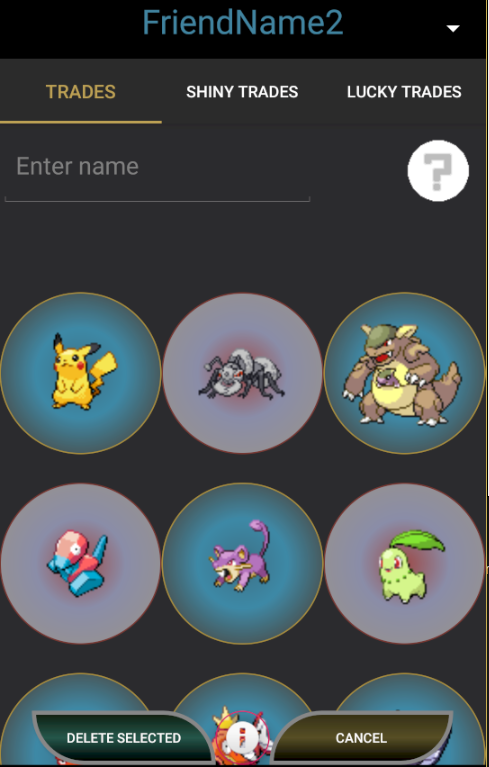 FriendName2
TRADES
SHINY TRADES
LUCKY TRADES
Enter name
?
DELETE SELECTED
CANCEL